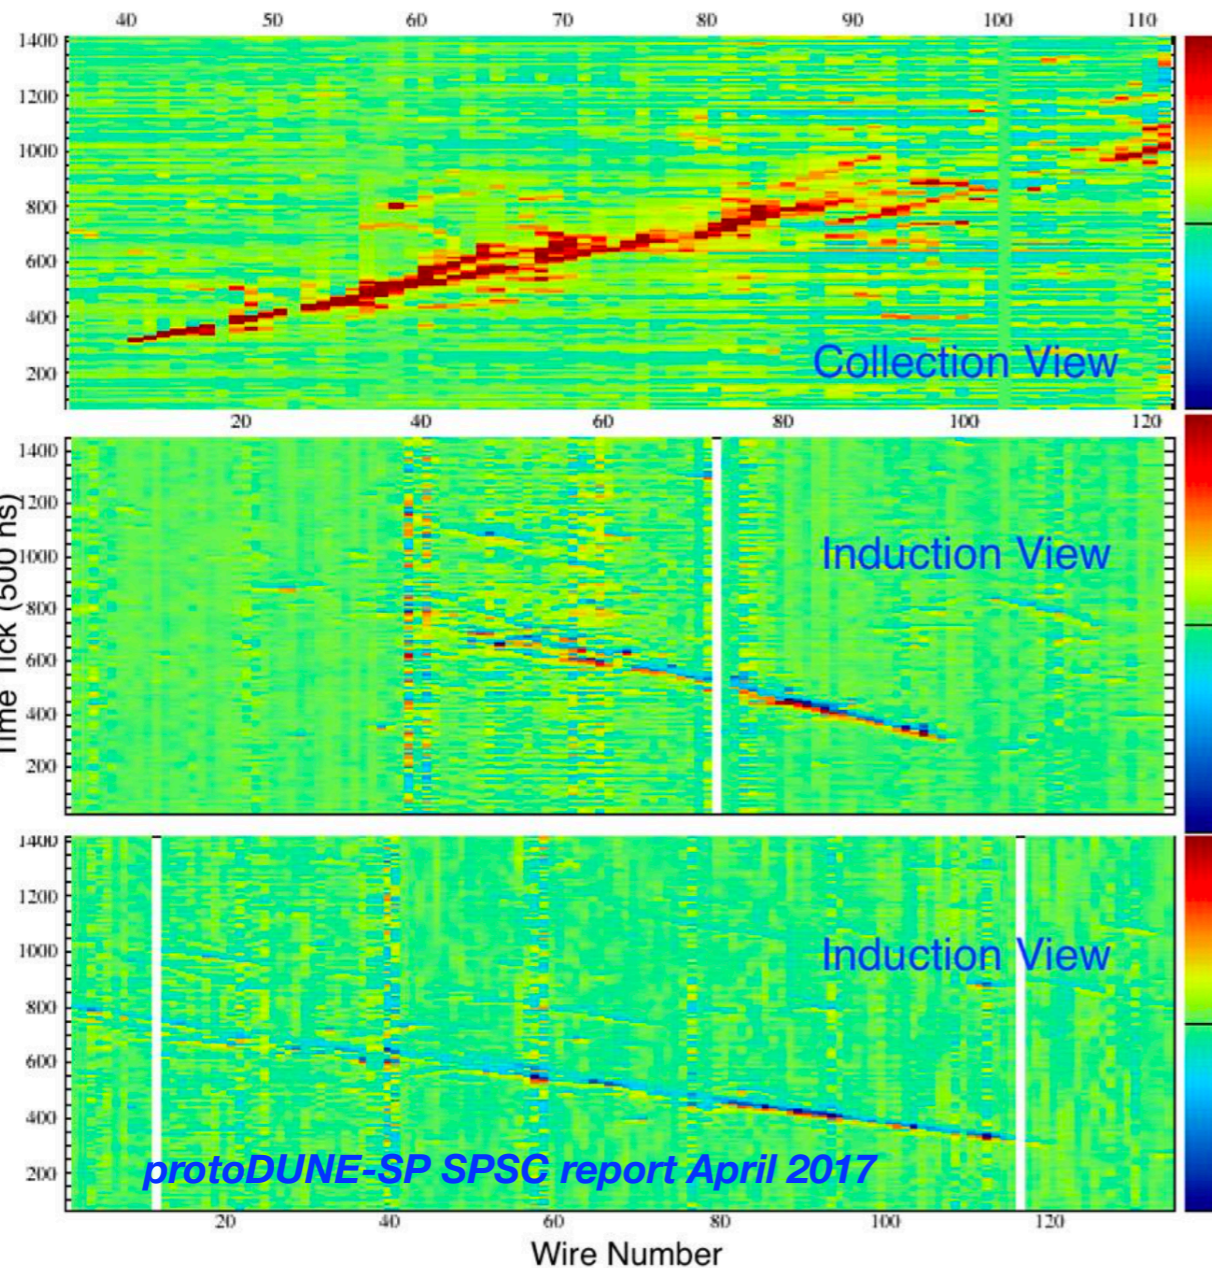 40 50 60 70 80 90 100 110
1400
1200
1000
800
600
400
200
Collection View
20 40 60 80 100 120
1400
1200
1000
800
600
400
200
Induction View
Time Tick (500 ns)
1400
1200
1000
800
600
400
200
Induction View
protoDUNE-SP SPSC report April 2017
20 40 60 80 100 120
Wire Number